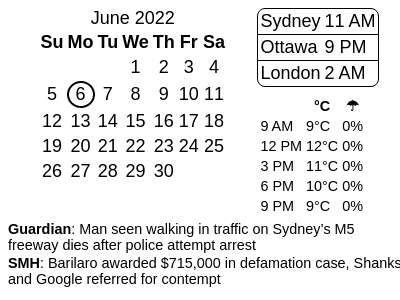 June 2022
Su Mo Tu We Th Fr Sa
1 2 3 4
5 6 7 8 9 10 11
12 13 14 15 16 17 18
19 20 21 22 23 24 25
26 27 28 29 30
Sydney 11 AM
Ottawa 9 PM
London 2 AM
°C ☂
9 AM 9°C 0%
12 PM 12°C 0%
3 PM 11°C 0%
6 PM 10°C 0%
9 PM 9°C 0%
Guardian: Man seen walking in traffic on Sydney's M5
freeway dies after police attempt arrest
SMH: Barilaro awarded $715,000 in defamation case, Shanks
and Google referred for contempt